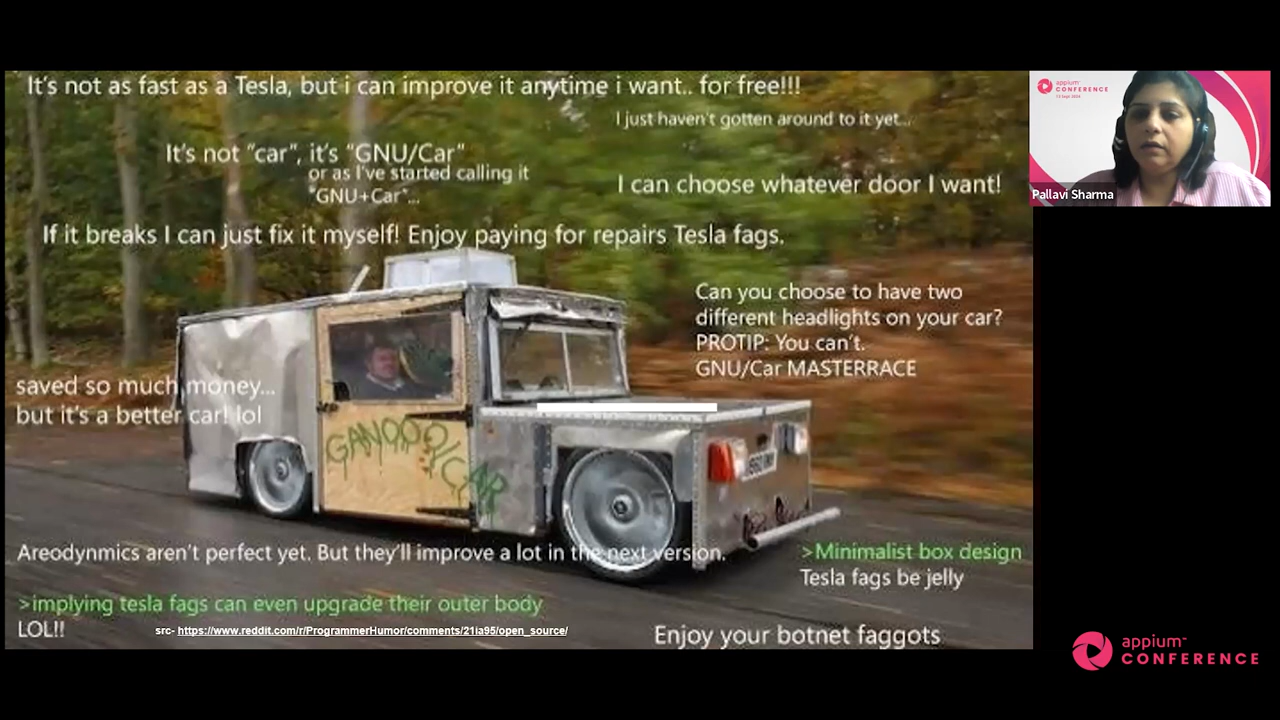 It's not as fast as a Tesla, but i can improve it anytime i want.. for free!!!
I just haven't gotten around to it yet...
It's not "car", it's "GNU/Car"
or as I've started calling it
"GNU+Car"...
I can choose whatever door I want!
If it breaks I can just fix it myself! Enjoy paying for repairs Tesla fags.
Can you choose to have two
different headlights on your car?
PROTIP: You can't.
GNU/Car MASTERRACE
saved so much money...
but it's a better car! lol
GANOOO/CAR
Areodynmics aren't perfect yet. But they'll improve a lot in the next version.
>Minimalist box design
Tesla fags be jelly
>implying tesla fags can even upgrade their outer body
LOL!!
src- https://www.reddit.com/r/ProgrammerHumor/comments/21ia95/open_source/
Enjoy your botnet faggots
appium
CONFERENCE
Pallavi Sharma
appium
CONFERENCE